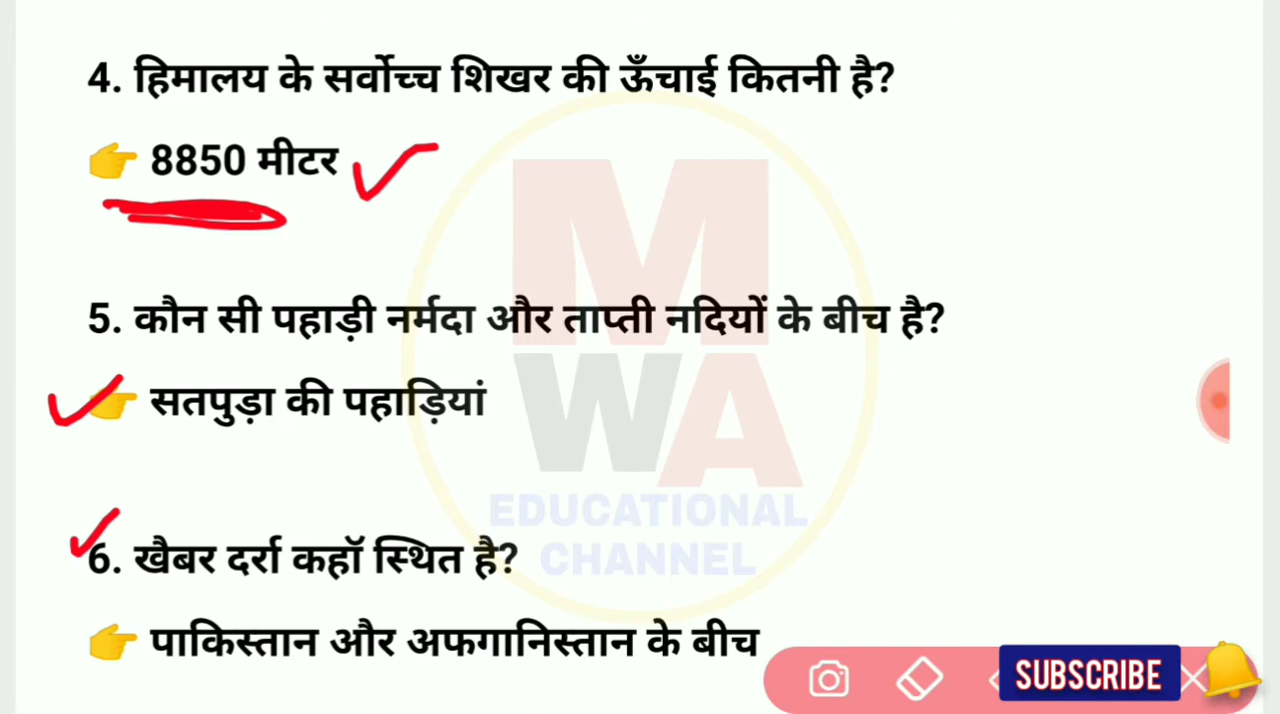 4. हिमालय के सर्वोच्च शिखर की ऊँचाई कितनी है?
👉 8850 मीटर
5. कौन सी पहाड़ी नर्मदा और ताप्ती नदियों के बीच है?
👉 सतपुड़ा की पहाड़ियां
6. खैबर दर्रा कहॉ स्थित है?
👉 पाकिस्तान और अफगानिस्तान के बीच
MWA
EDUCATIONAL
CHANNEL
SUBSCRIBE